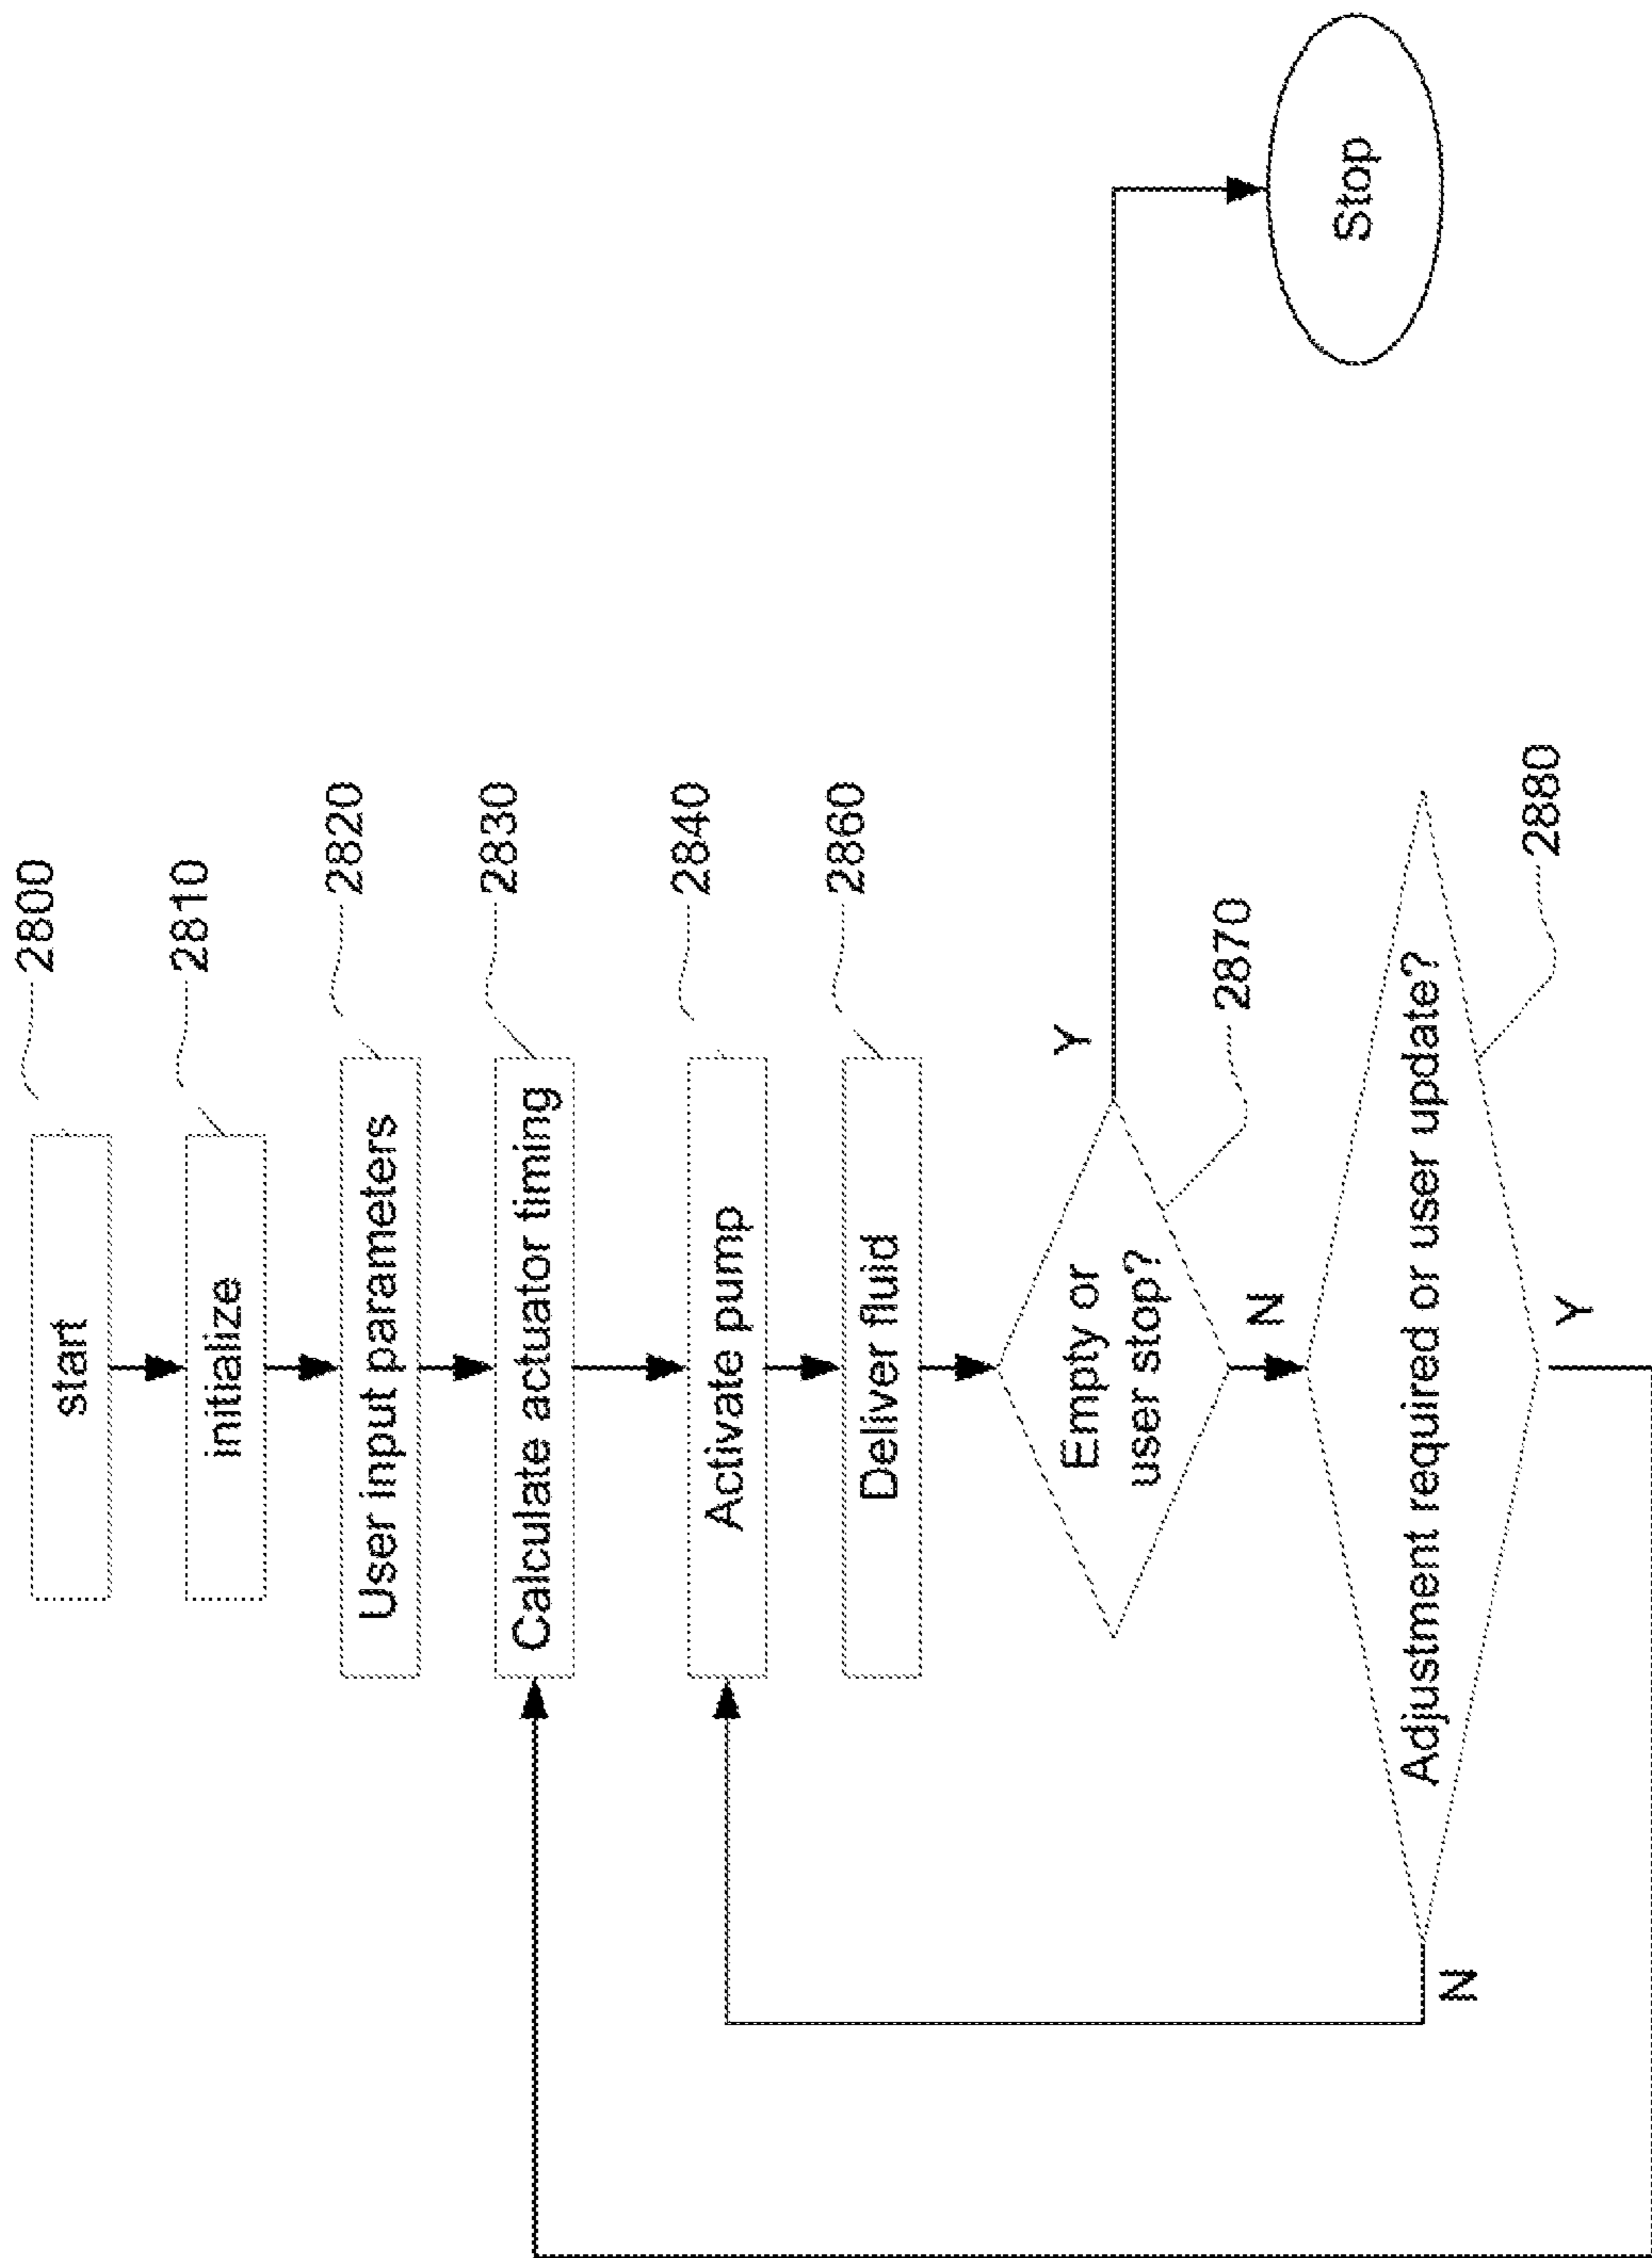 start
2800
initialize
2810
User input parameters
2820
Calculate actuator timing
2830
Activate pump
2840
Deliver fluid
2860
Empty or
user stop?
Y
2870
N
Stop
Adjustment required or user update?
2880
N
Y